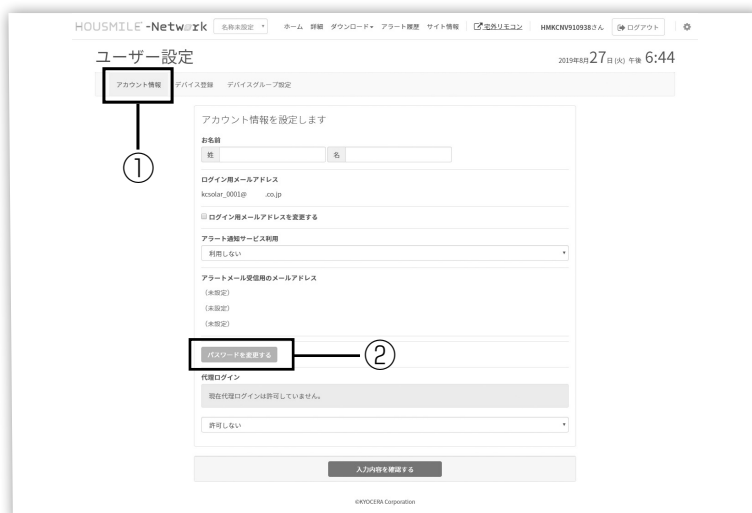 HOUSMILE-Network 名称未設定 ホーム 詳細 ダウンロード アラート履歴 サイト情報 宅外リモコン HMKCNV910938さん ログアウト
ユーザー設定 2019年8月27日(火) 午後 6:44
アカウント情報 デバイス登録 デバイスグループ設定
①
アカウント情報を設定します
お名前
姓 名
ログイン用メールアドレス
kcsolar_0001@ .co.jp
ログイン用メールアドレスを変更する
アラート通知サービス利用
利用しない
アラートメール受信用のメールアドレス
(未設定)
(未設定)
(未設定)
パスワードを変更する ②
代理ログイン
現在代理ログインは許可していません。
許可しない
入力内容を確認する
©KYOCERA Corporation